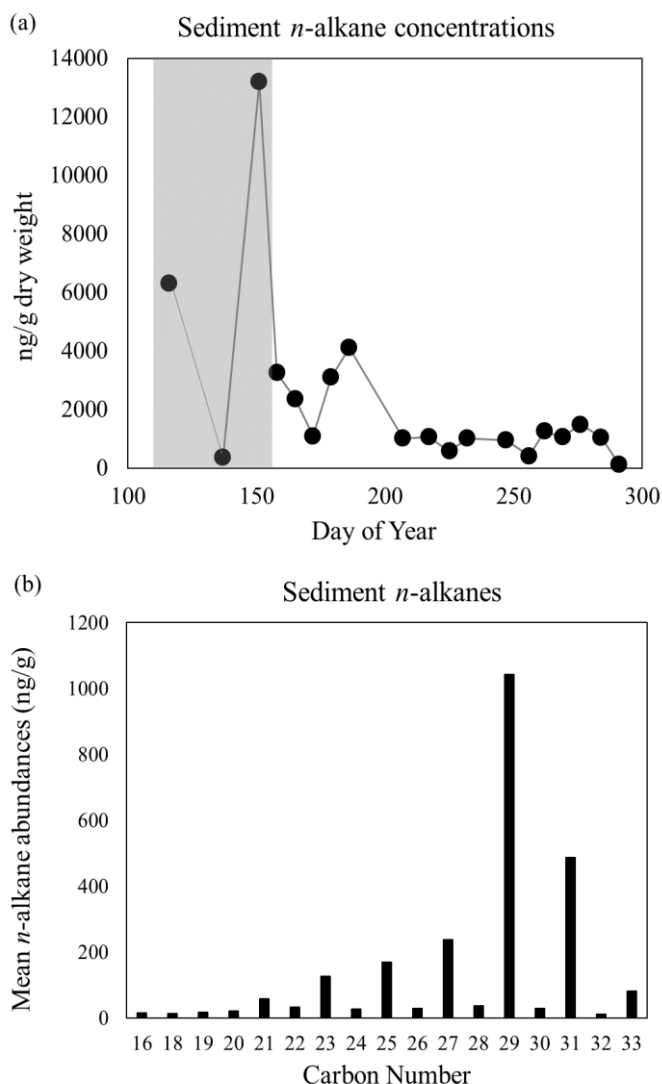 (a)
Sediment n-alkane concentrations
14000
12000
10000
8000
6000
4000
2000
0
ng/g dry weight
100 150 200 250 300
Day of Year
(b)
Sediment n-alkanes
1200
1000
800
600
400
200
0
Mean n-alkane abundances (ng/g)
16 18 19 20 21 22 23 24 25 26 27 28 29 30 31 32 33
Carbon Number